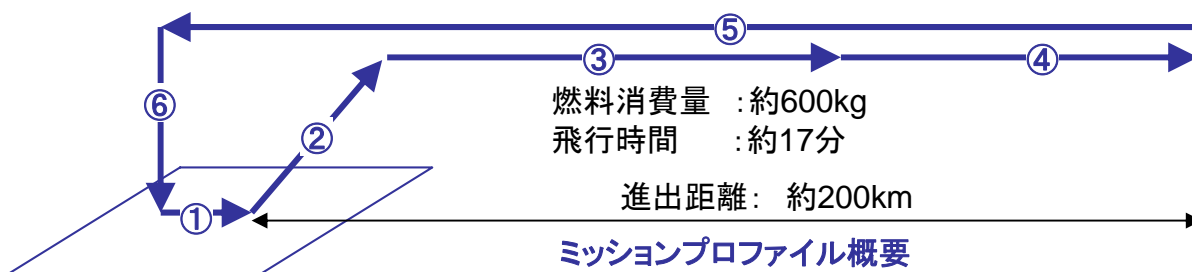 ⑤
③
④
⑥
燃料消費量 :約600kg
②
飛行時間 :約17分
進出距離: 約200km
①
ミッションプロファイル概要